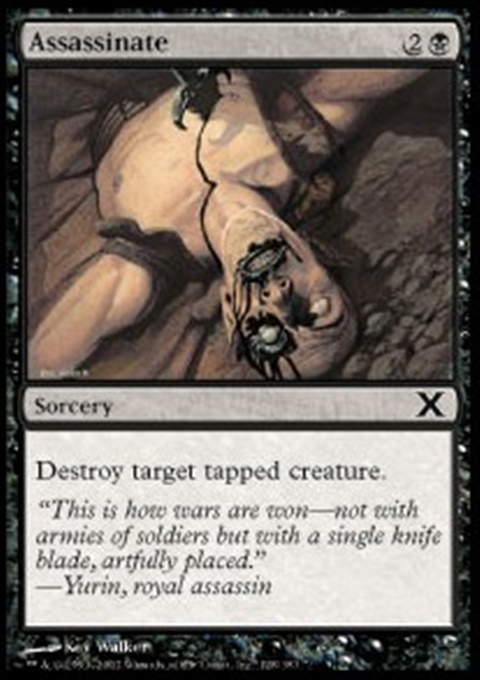 Assassinate 2
Sorcery X
Destroy target tapped creature.
“This is how wars are won—not with
armies of soldiers but with a single knife
blade, artfully placed.”
—Yurin, royal assassin
Kev Walker